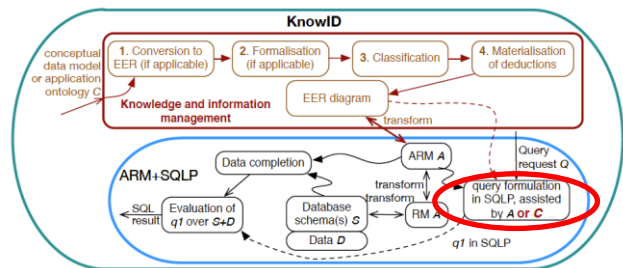 KnowID
conceptual
data model
or application
ontology C
1. Conversion to
EER (if applicable)
2. Formalisation
(if applicable)
3. Classification
4. Materialisation
of deductions
Knowledge and information
management
EER diagram
transform
Query
request Q
ARM+SQLP
Data completion
ARM A
transform
transform
query formulation
in SQLP, assisted
by A or C
SQL
result
Evaluation of
q1 over S+D
Database
schema(s) S
Data D
RM A
q1 in SQLP